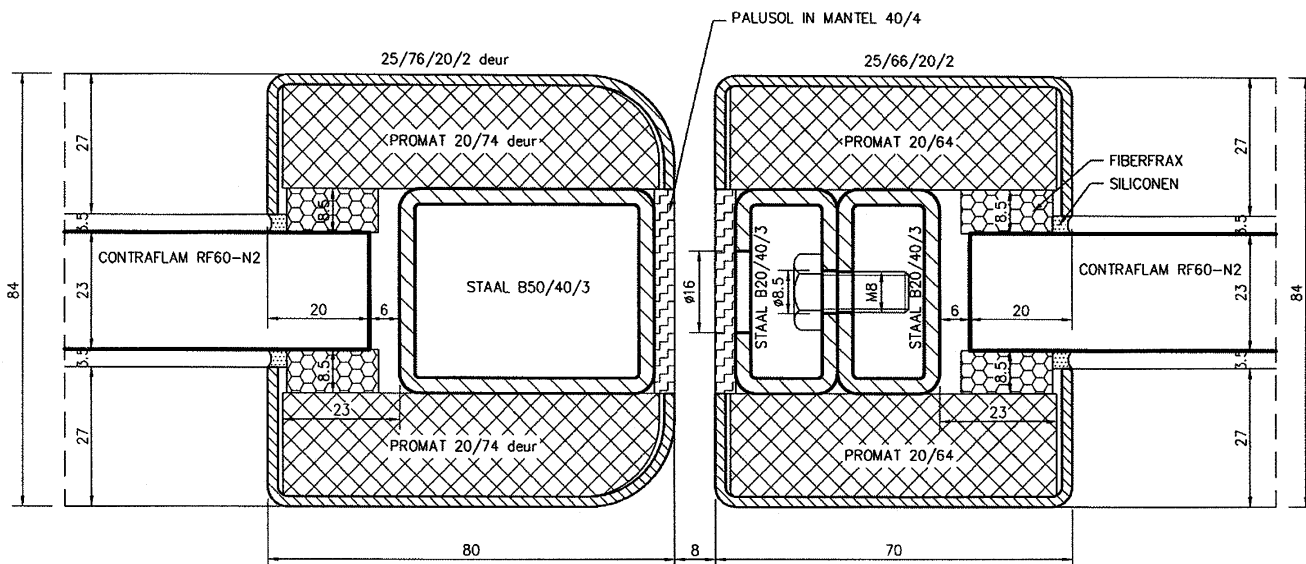 PALUSOL IN MANTEL 40/4
25/76/20/2 deur
25/66/20/2
27
PROMAT 20/74 deur
PROMAT 20/64
27
FIBERFRAX
SILICONEN
8.5
8.5
3.5
3.5
CONTRAFLAM RF60-N2
CONTRAFLAM RF60-N2
84
23
STAAL B50/40/3
ø16
STAAL B20/40/3
ø8.5
M8
STAAL B20/40/3
23
84
20
6
6
20
3.5
3.5
8.5
8.5
23
23
27
PROMAT 20/74 deur
PROMAT 20/64
27
80
8
70